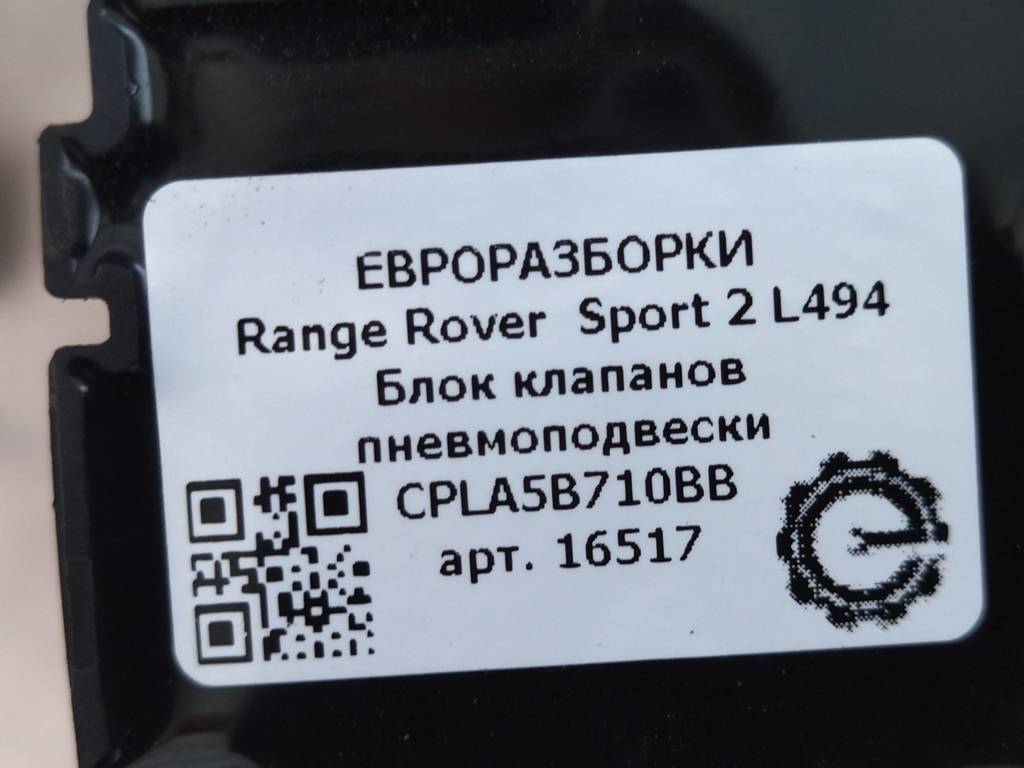 ЕВРОРАЗБОРКИ
Range Rover Sport 2 L494
Блок клапанов
пневмоподвески
CPLA5B710BB
арт. 16517